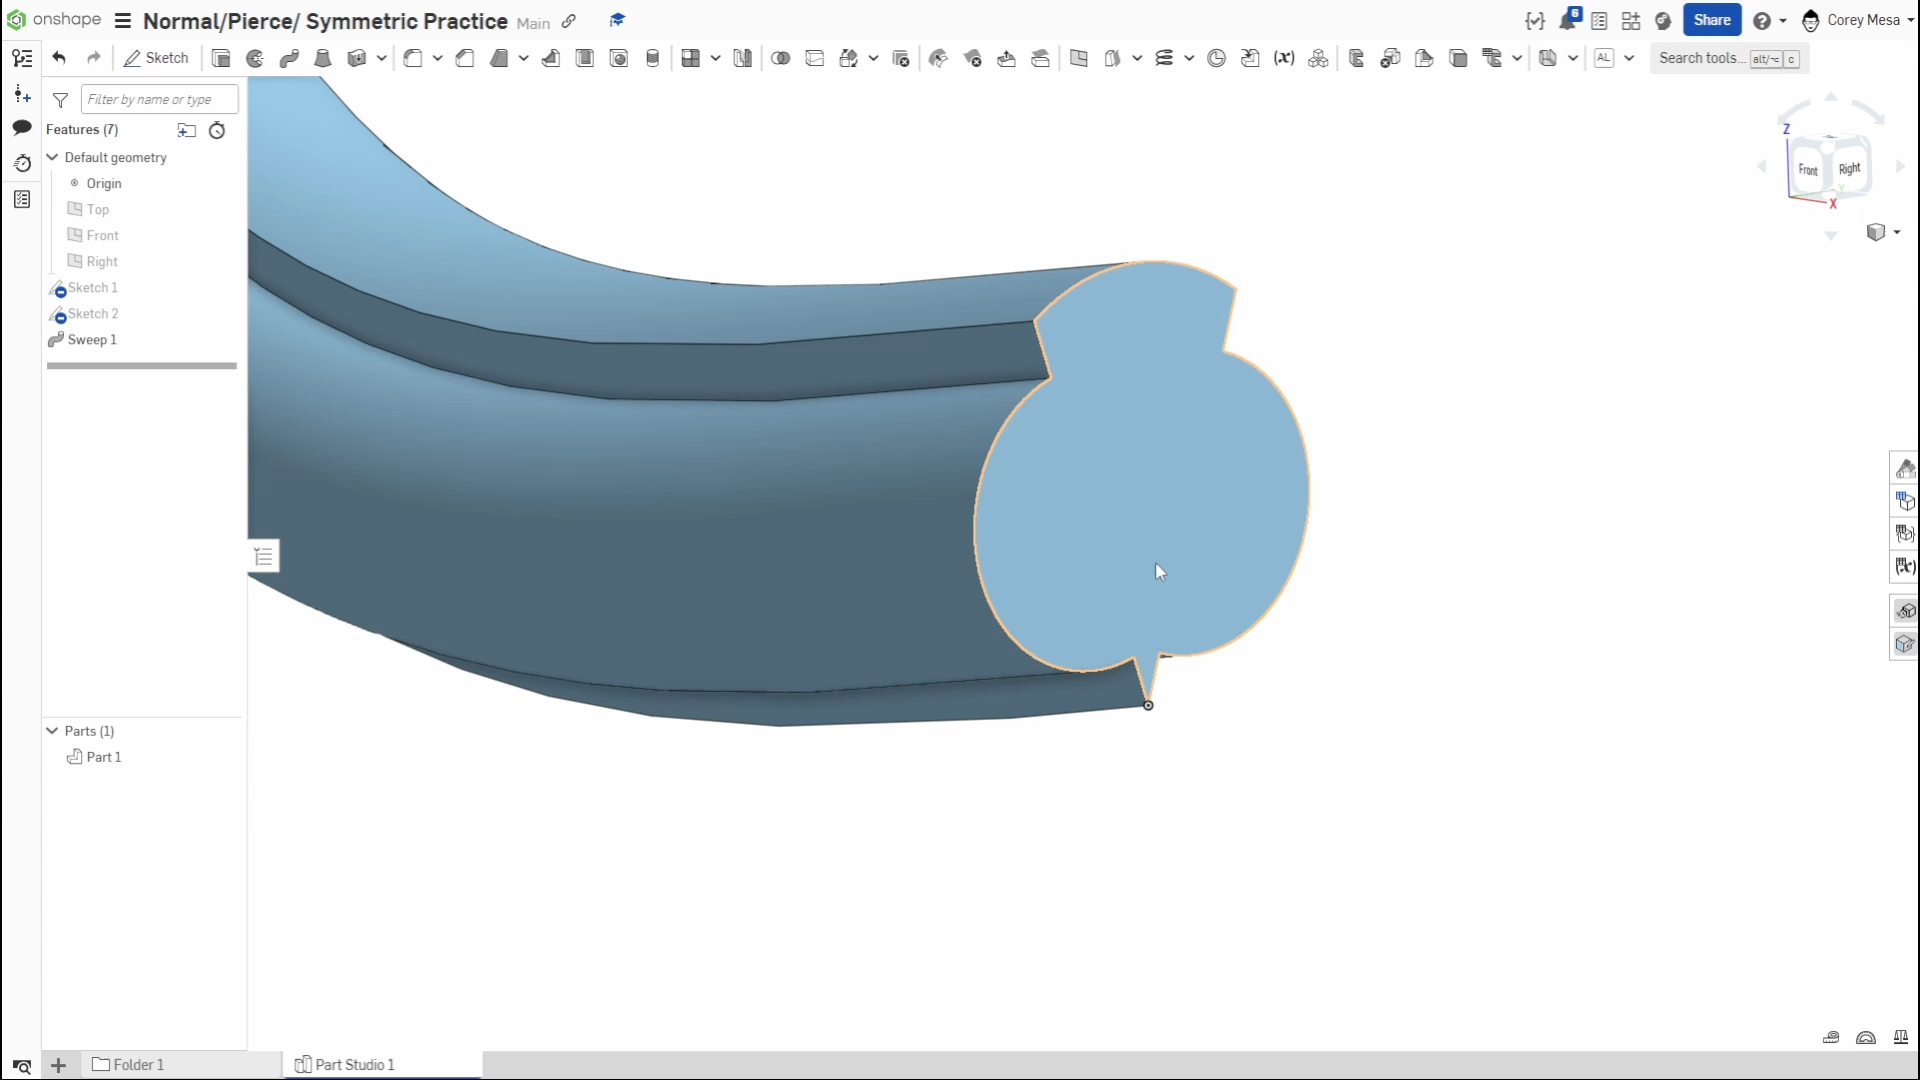 onshape Normal/Pierce/ Symmetric Practice Main 6 Share Corey Mesa
Sketch AL Search tools... alt/⌥ c
Filter by name or type
Features (7)
Default geometry
Origin
Top
Front
Right
Sketch 1
Sketch 2
Sweep 1
Z
Front Right
Y
X
Parts (1)
Part 1
Folder 1 Part Studio 1